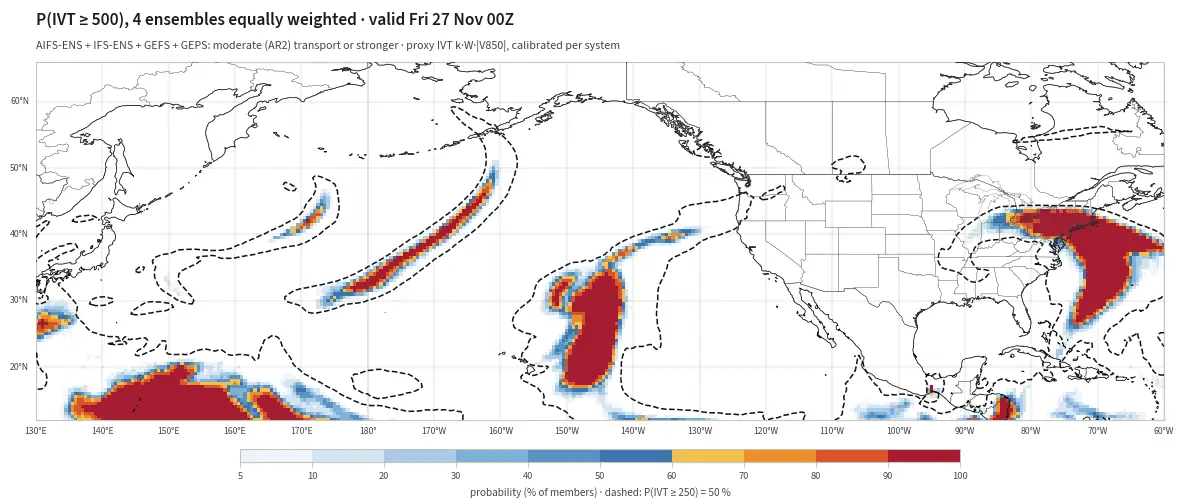 P(IVT ≥ 500), 4 ensembles equally weighted · valid Fri 27 Nov 00Z
AIFS-ENS + IFS-ENS + GEFS + GEPS: moderate (AR2) transport or stronger · proxy IVT k·W·|V850|, calibrated per system
60°N
50°N
40°N
30°N
20°N
130°E 140°E 150°E 160°E 170°E 180° 170°W 160°W 150°W 140°W 130°W 120°W 110°W 100°W 90°W 80°W 70°W 60°W
5 10 20 30 40 50 60 70 80 90 100
probability (% of members) · dashed: P(IVT ≥ 250) = 50 %